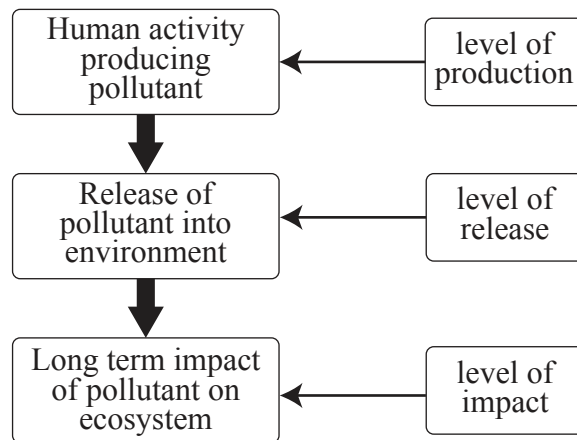 Human activity
producing
pollutant
level of
production
Release of
pollutant into
environment
level of
release
Long term impact
of pollutant on
ecosystem
level of
impact